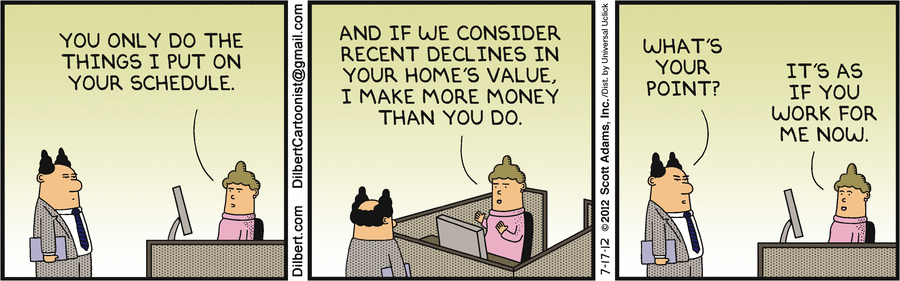 YOU ONLY DO THE
THINGS I PUT ON
YOUR SCHEDULE.
Dilbert.com DilbertCartoonist@gmail.com
AND IF WE CONSIDER
RECENT DECLINES IN
YOUR HOME'S VALUE,
I MAKE MORE MONEY
THAN YOU DO.
7-17-12 ©2012 Scott Adams, Inc. /Dist. by Universal Uclick
WHAT'S
YOUR
POINT?
IT'S AS
IF YOU
WORK FOR
ME NOW.